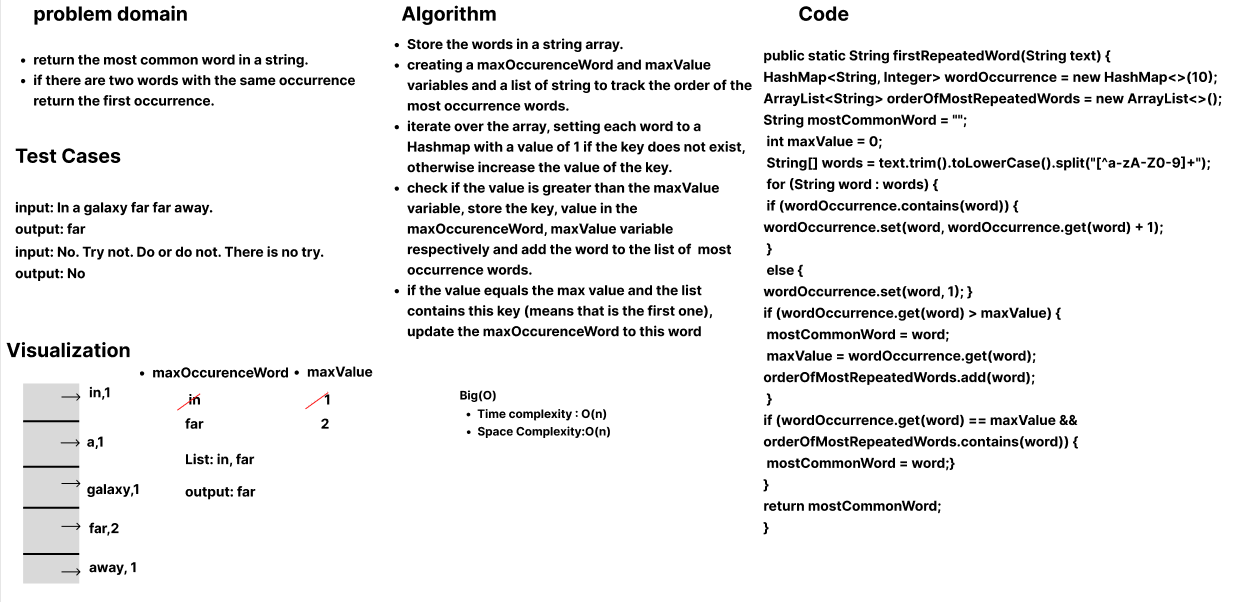 problem domain
• return the most common word in a string.
• if there are two words with the same occurrence
return the first occurrence.
Test Cases
input: In a galaxy far far away.
output: far
input: No. Try not. Do or do not. There is no try.
output: No
Visualization
• maxOccurenceWord • maxValue
in,1
in
1
far
2
a,1
List: in, far
galaxy,1
output: far
far,2
away, 1
Algorithm
• Store the words in a string array.
• creating a maxOccurenceWord and maxValue
variables and a list of string to track the order of the
most occurrence words.
• iterate over the array, setting each word to a
Hashmap with a value of 1 if the key does not exist,
otherwise increase the value of the key.
• check if the value is greater than the maxValue
variable, store the key, value in the
maxOccurenceWord, maxValue variable
respectively and add the word to the list of  most
occurrence words.
• if the value equals the max value and the list
contains this key (means that is the first one),
update the maxOccurenceWord to this word
Big(O)
• Time complexity : O(n)
• Space Complexity:O(n)
Code
public static String firstRepeatedWord(String text) {
HashMap<String, Integer> wordOccurrence = new HashMap<>(10);
ArrayList<String> orderOfMostRepeatedWords = new ArrayList<>();
String mostCommonWord = "";
int maxValue = 0;
String[] words = text.trim().toLowerCase().split("[^a-zA-Z0-9]+");
for (String word : words) {
if (wordOccurrence.contains(word)) {
wordOccurrence.set(word, wordOccurrence.get(word) + 1);
}
else {
wordOccurrence.set(word, 1); }
if (wordOccurrence.get(word) > maxValue) {
mostCommonWord = word;
maxValue = wordOccurrence.get(word);
orderOfMostRepeatedWords.add(word);
}
if (wordOccurrence.get(word) == maxValue &&
orderOfMostRepeatedWords.contains(word)) {
mostCommonWord = word;}
}
return mostCommonWord;
}